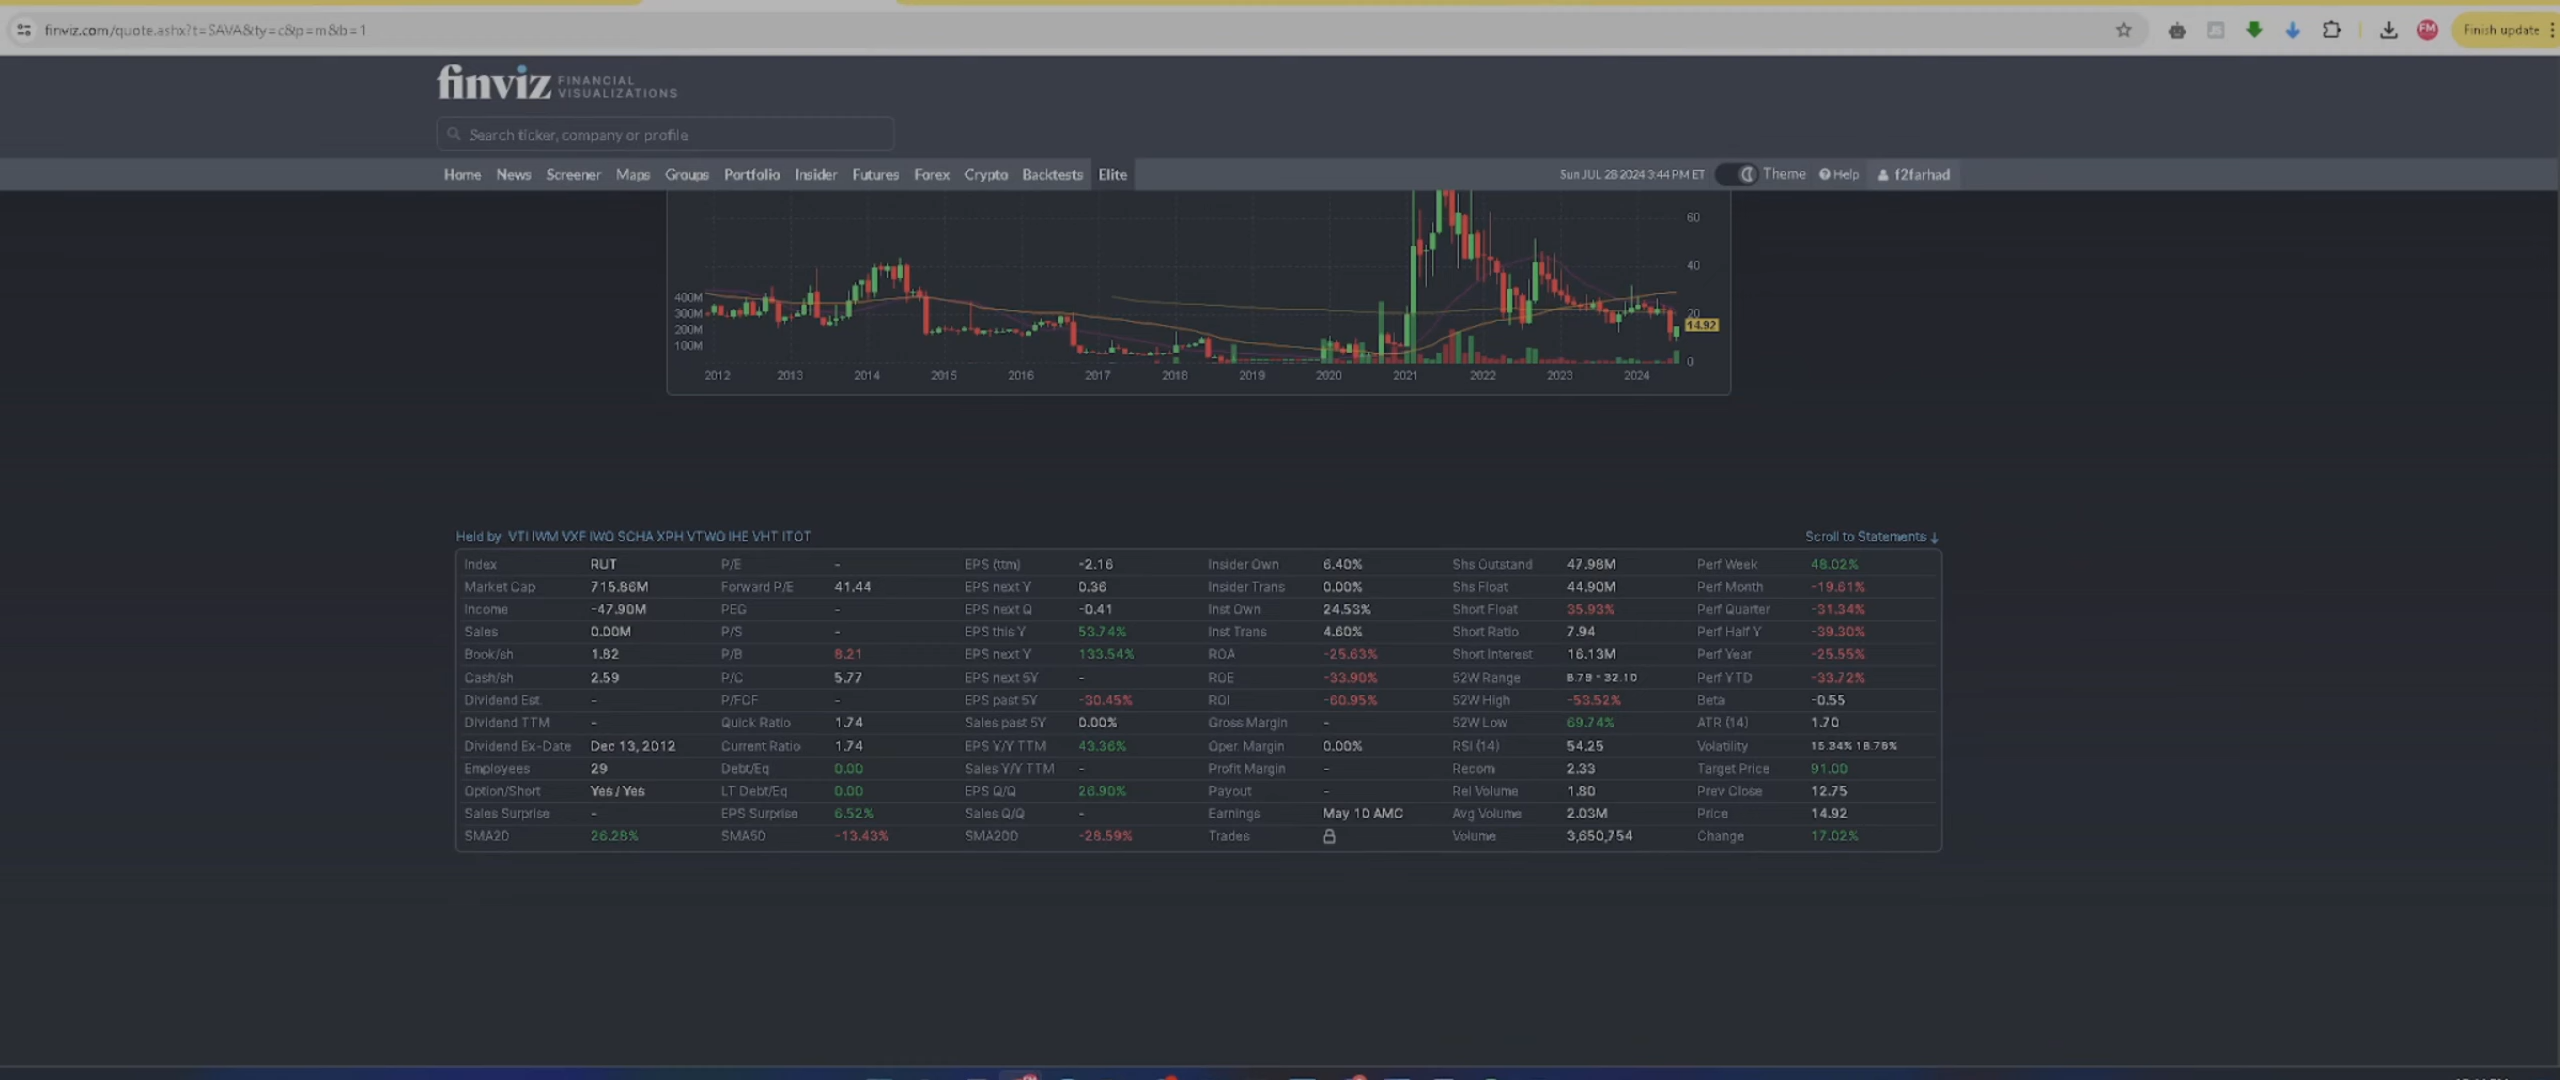 finviz.com/quote.ashx?t=SAVA&ty=c&p=m&b=1
FM
Finish update
finviz FINANCIAL VISUALIZATIONS
Search ticker, company or profile
Home News Screener Maps Groups Portfolio Insider Futures Forex Crypto Backtests Elite Sun JUL 28 2024 3:44 PM ET Theme Help f2farhad
60
40
20
14.92
0
400M
300M
200M
100M
2012 2013 2014 2015 2016 2017 2018 2019 2020 2021 2022 2023 2024
Held by VTI IWM VXF IWO SCHA XPH VTWO IHE VHT ITOT Scroll to Statements ↓
Index RUT P/E - EPS (ttm) -2.16 Insider Own 6.40% Shs Outstand 47.98M Perf Week 48.02%
Market Cap 715.86M Forward P/E 41.44 EPS next Y 0.36 Insider Trans 0.00% Shs Float 44.90M Perf Month -19.61%
Income -47.90M PEG - EPS next Q -0.41 Inst Own 24.53% Short Float 35.93% Perf Quarter -31.34%
Sales 0.00M P/S - EPS this Y 53.74% Inst Trans 4.60% Short Ratio 7.94 Perf Half Y -39.30%
Book/sh 1.82 P/B 8.21 EPS next Y 133.54% ROA -25.63% Short Interest 16.13M Perf Year -25.55%
Cash/sh 2.59 P/C 5.77 EPS next 5Y - ROE -33.90% 52W Range 8.79 - 32.10 Perf YTD -33.72%
Dividend Est. - P/FCF - EPS past 5Y -30.45% ROI -60.95% 52W High -53.52% Beta -0.55
Dividend TTM - Quick Ratio 1.74 Sales past 5Y 0.00% Gross Margin - 52W Low 69.74% ATR (14) 1.70
Dividend Ex-Date Dec 13, 2012 Current Ratio 1.74 EPS Y/Y TTM 43.36% Oper. Margin 0.00% RSI (14) 54.25 Volatility 15.34% 18.78%
Employees 29 Debt/Eq 0.00 Sales Y/Y TTM - Profit Margin - Recom 2.33 Target Price 91.00
Option/Short Yes / Yes LT Debt/Eq 0.00 EPS Q/Q 26.90% Payout - Rel Volume 1.80 Prev Close 12.75
Sales Surprise - EPS Surprise 6.52% Sales Q/Q - Earnings May 10 AMC Avg Volume 2.03M Price 14.92
SMA20 26.28% SMA50 -13.43% SMA200 -28.59% Trades Volume 3,650,754 Change 17.02%